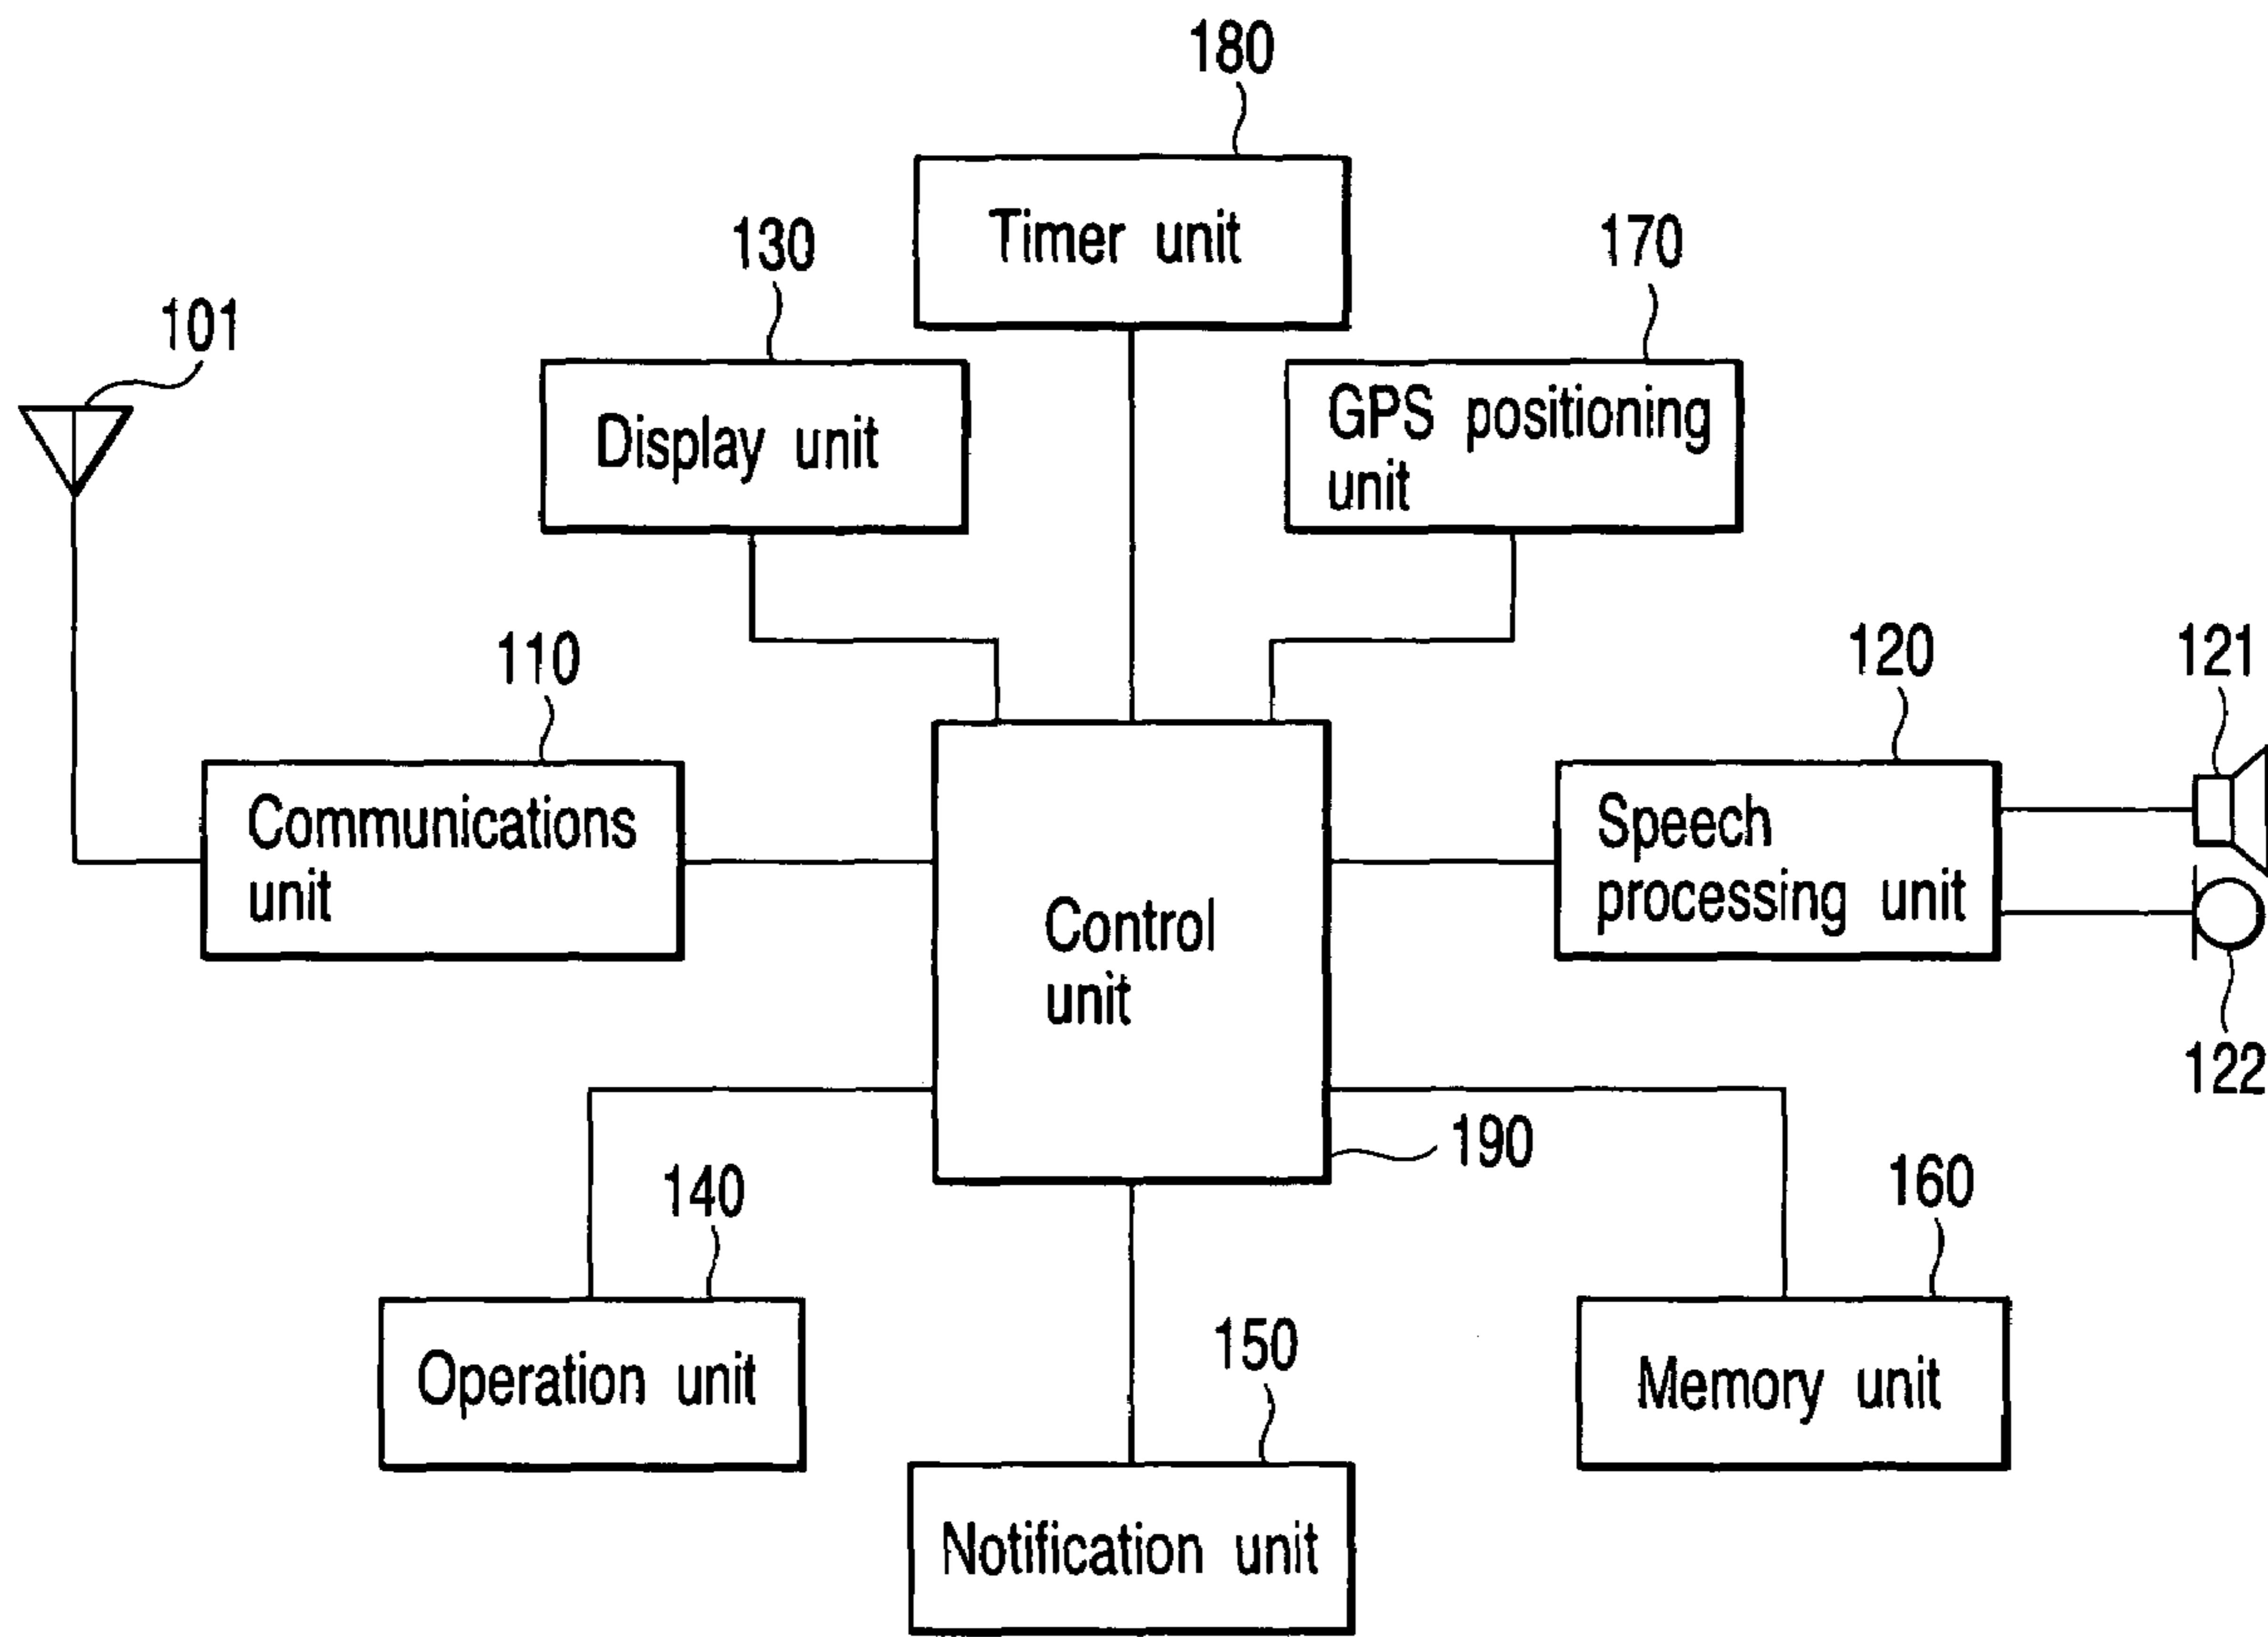 180
Timer unit
130
170
101
Display unit
GPS positioning
unit
110
120
121
Communications
unit
Speech
processing unit
Control
unit
122
190
140
160
150
Operation unit
Memory unit
Notification unit